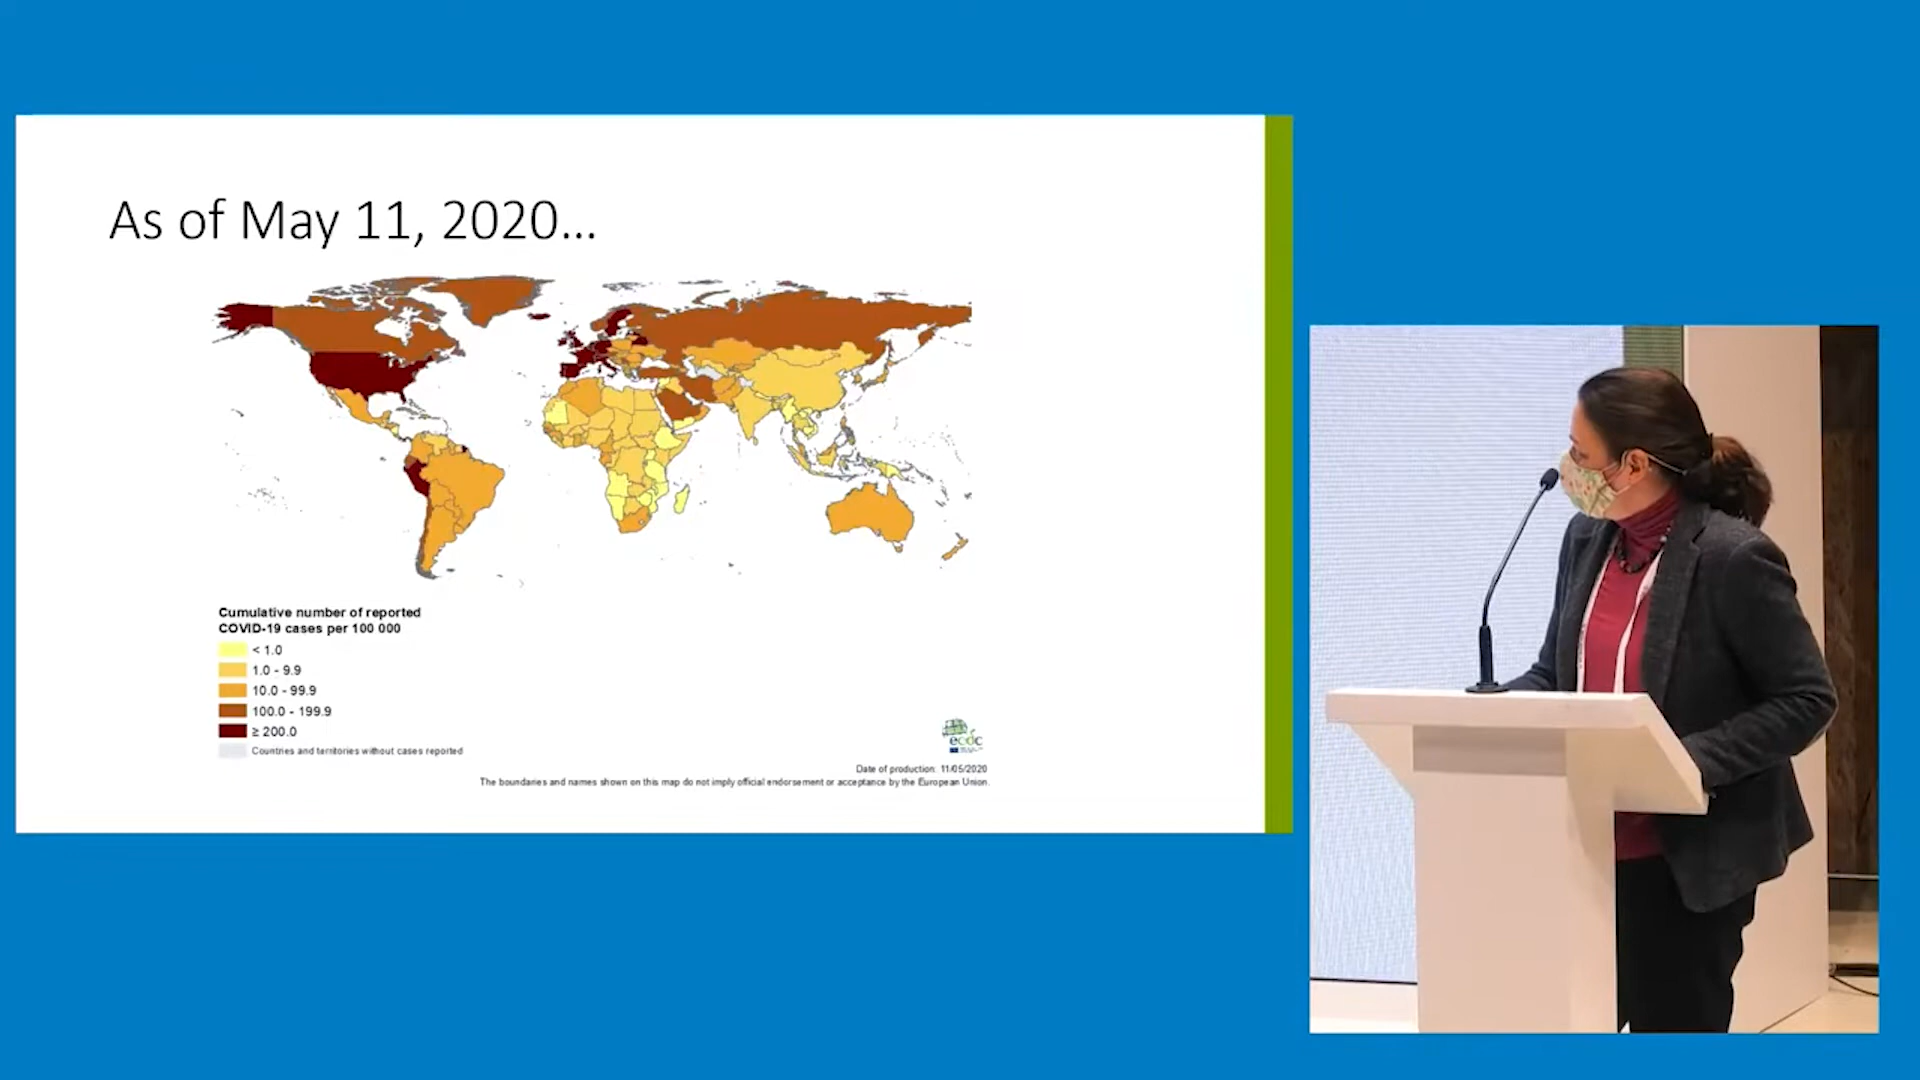 As of May 11, 2020...
Cumulative number of reported
COVID-19 cases per 100 000
< 1.0
1.0 - 9.9
10.0 - 99.9
100.0 - 199.9
≥ 200.0
Countries and territories without cases reported
ecdc
Date of production: 11/05/2020
The boundaries and names shown on this map do not imply official endorsement or acceptance by the European Union.